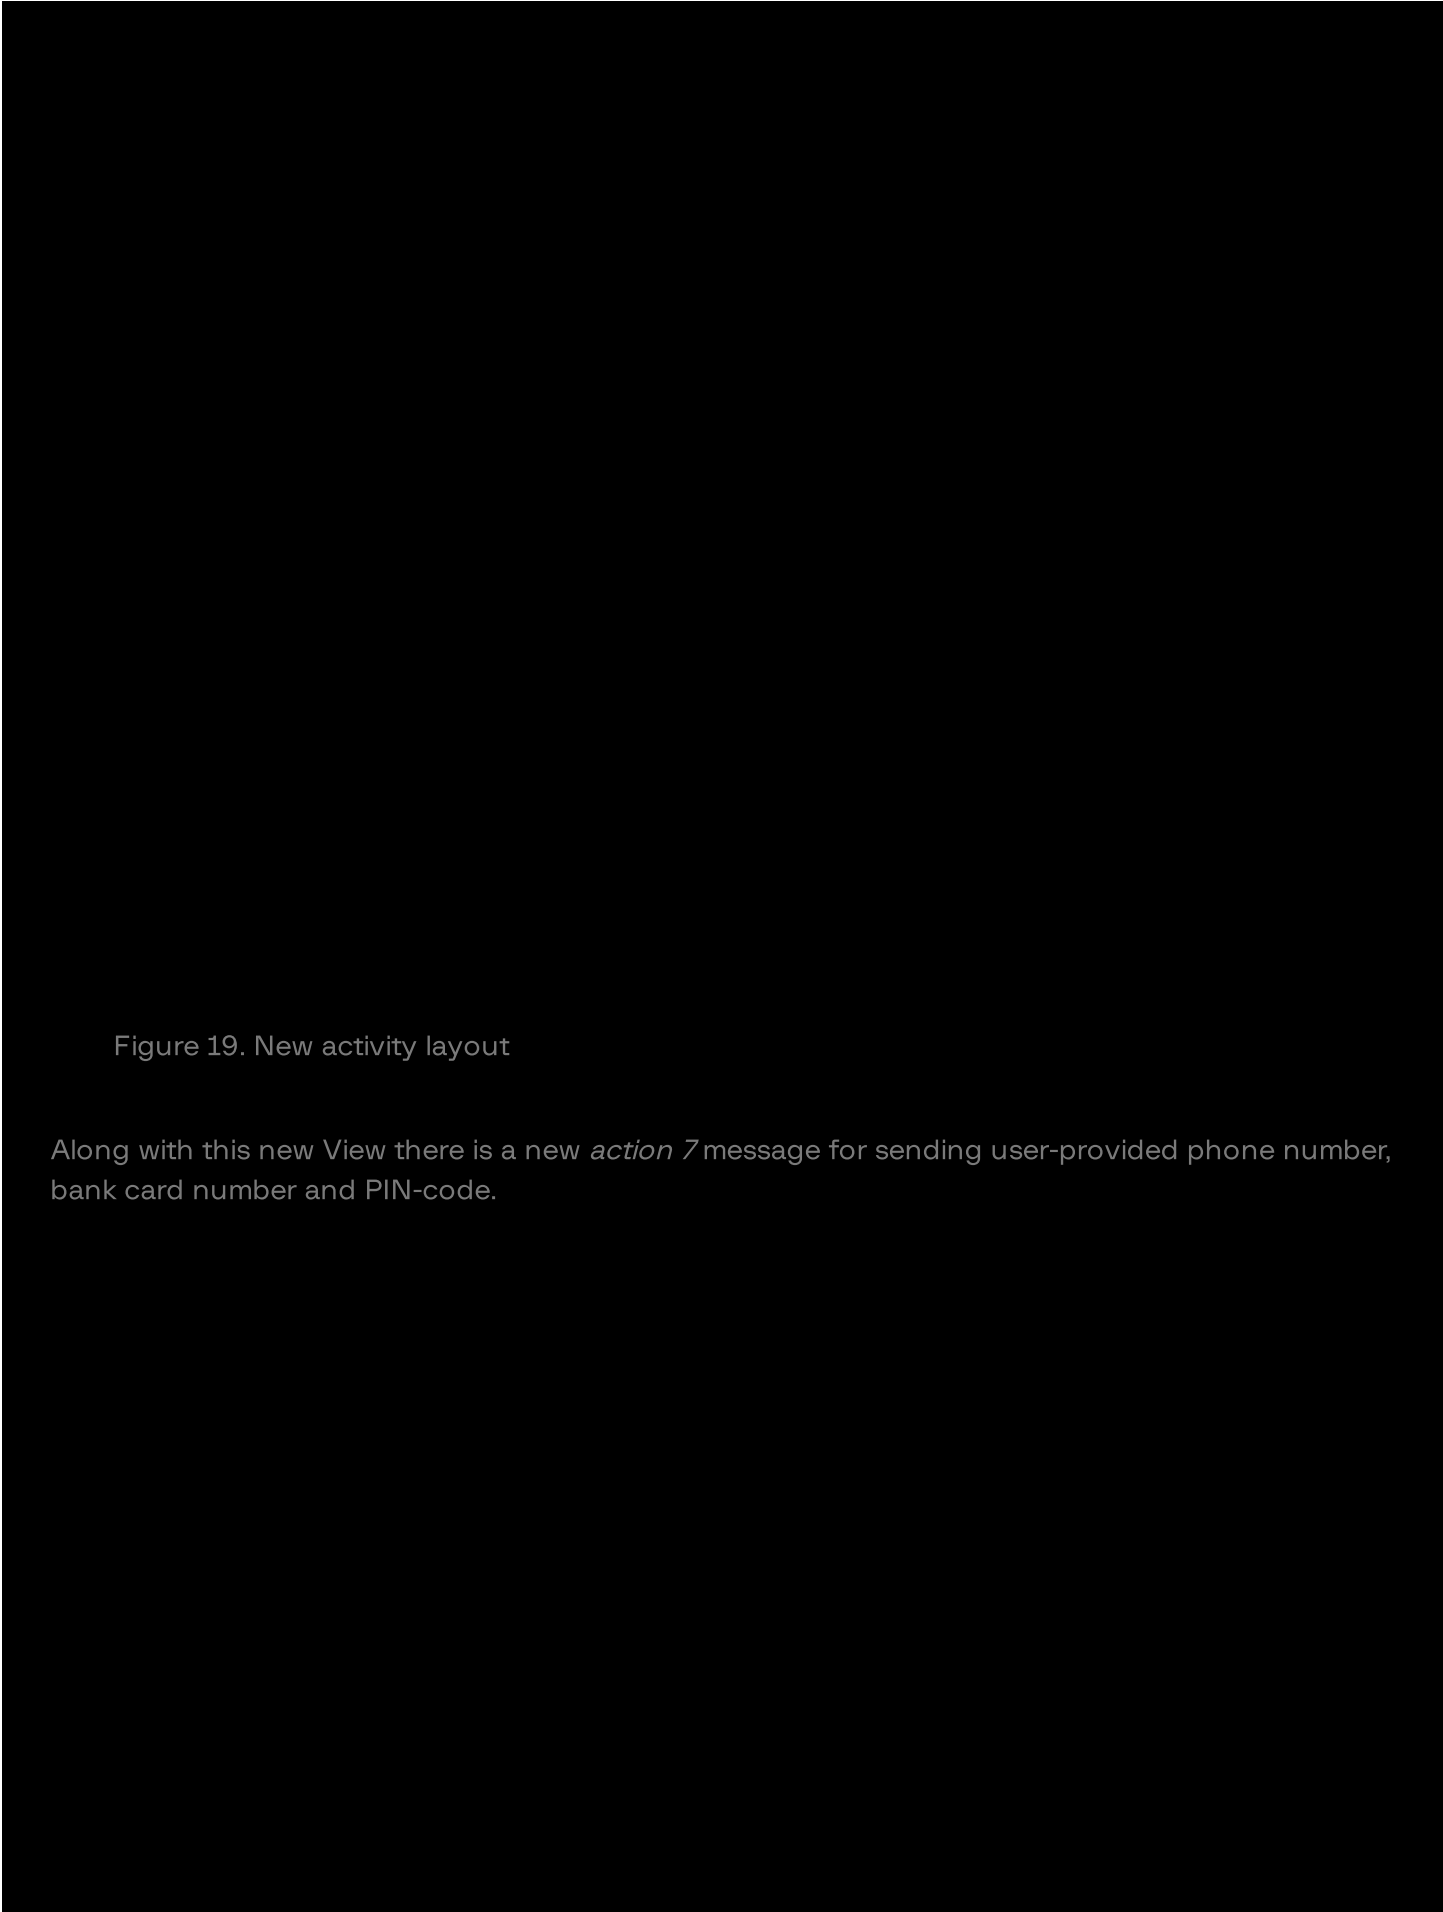 Figure 19. New activity layout
Along with this new View there is a new action 7 message for sending user-provided phone number,
bank card number and PIN-code.